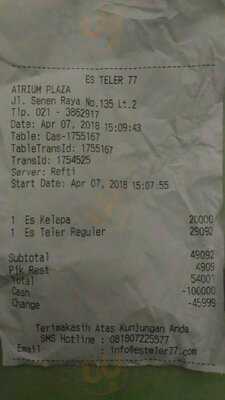 ES TELER 77
ATRIUM PLAZA
Jl. Senen Raya No.135 Lt.2
Tlp. 021 - 3862917
Date: Apr 07, 2018 15:09:43
Table: Cas-1755167
TableTransId: 1755167
TransId: 1754525
Server: Refti
Start Date: Apr 07, 2018 15:07:55
1 Es Kelapa 20000
1 Es Teler Reguler 29092
Subtotal 49092
Pjk Rest 4909
Total 54001
Cash -100000
Change -45999
Terimakasih Atas Kunjungan Anda
SMS Hotline : 081807225577
Email : info@esteler77.com